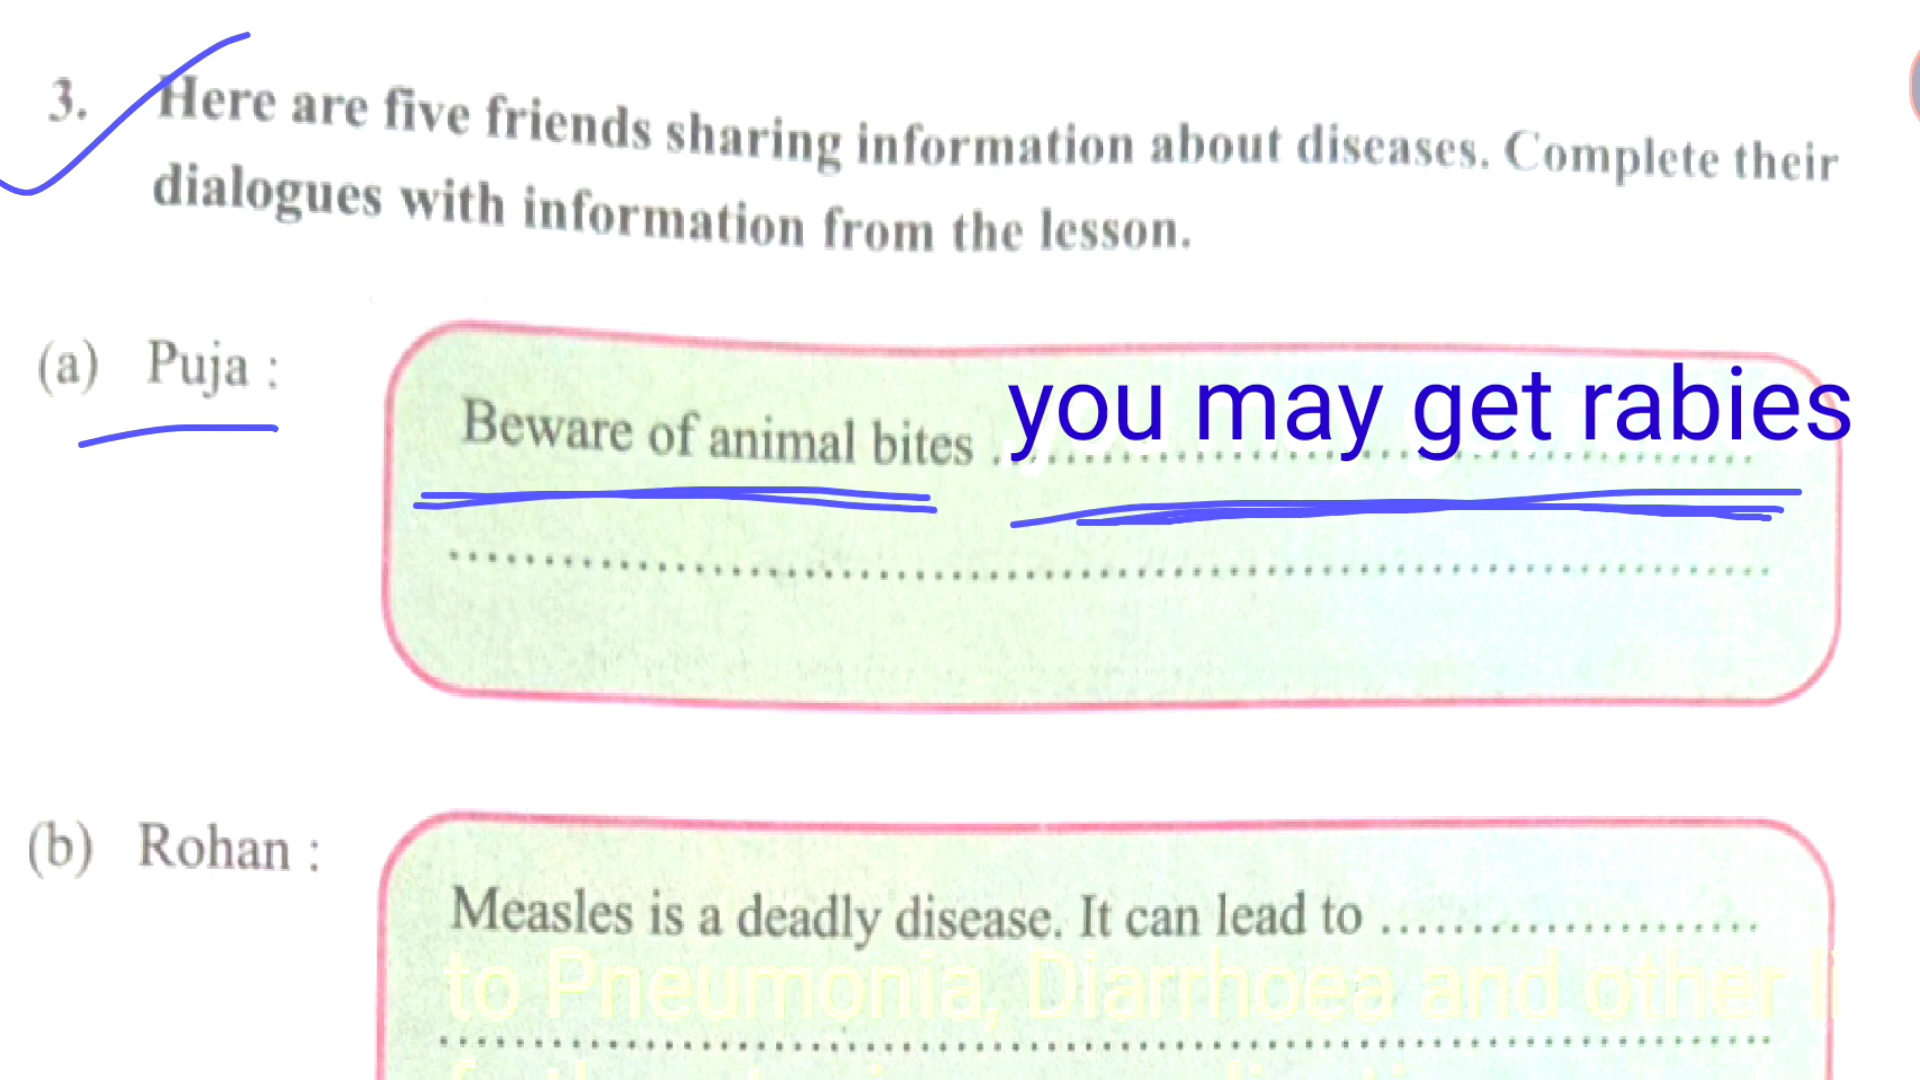 3. Here are five friends sharing information about diseases. Complete their
dialogues with information from the lesson.
(a) Puja :
Beware of animal bites ..... you may get rabies
(b) Rohan :
Measles is a deadly disease. It can lead to .....................
to Pneumonia, Diarrhoea and other